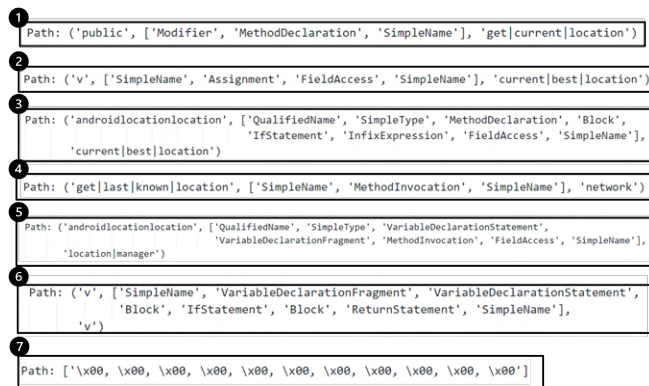 1
Path: ('public', ['Modifier', 'MethodDeclaration', 'SimpleName'], 'get|current|location')
2
Path: ('v', ['SimpleName', 'Assignment', 'FieldAccess', 'SimpleName'], 'current|best|location')
3
Path: ('androidlocationlocation', ['QualifiedName', 'SimpleType', 'MethodDeclaration', 'Block',
'IfStatement', 'InfixExpression', 'FieldAccess', 'SimpleName'],
'current|best|location')
4
Path: ('get|last|known|location', ['SimpleName', 'MethodInvocation', 'SimpleName'], 'network')
5
Path: ('androidlocationlocation', ['QualifiedName', 'SimpleType', 'VariableDeclarationStatement',
'VariableDeclarationFragment', 'MethodInvocation', 'FieldAccess', 'SimpleName'],
'location|manager')
6
Path: ('v', ['SimpleName', 'VariableDeclarationFragment', 'VariableDeclarationStatement',
'Block', 'IfStatement', 'Block', 'ReturnStatement', 'SimpleName'],
'v')
7
Path: ['\x00, \x00, \x00, \x00, \x00, \x00, \x00, \x00, \x00, \x00, \x00']